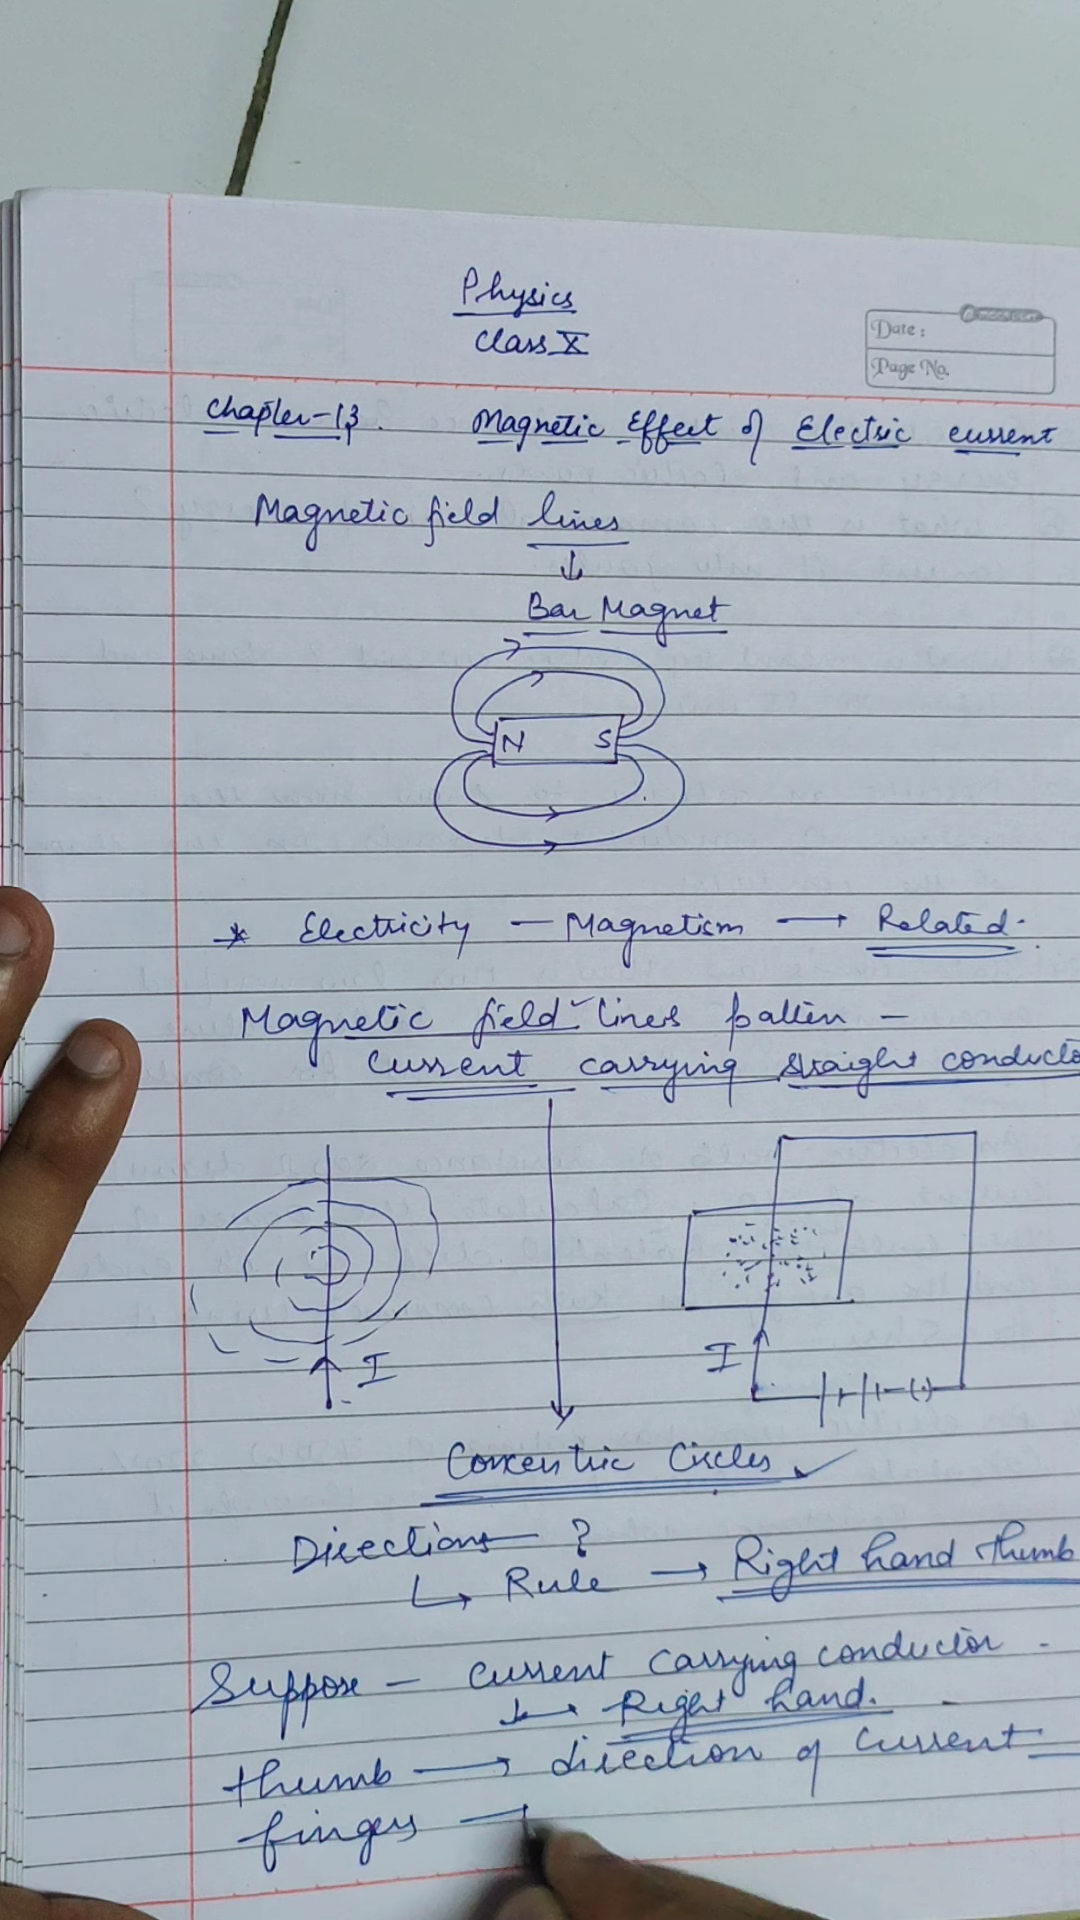 Physics
Class X
Date :
Page No.
Chapter-13. Magnetic Effect of Electric current
Magnetic field lines
Bar Magnet
N S
* Electricity — Magnetism → Related.
Magnetic field lines patten -
Current carrying straight conducto
I
I
Concentric Circles ✓
Directions ?
↳ Rule → Right hand thumb
Suppose - Current Carrying conductor -
↳ Right hand.
thumb → direction of current
fingers →